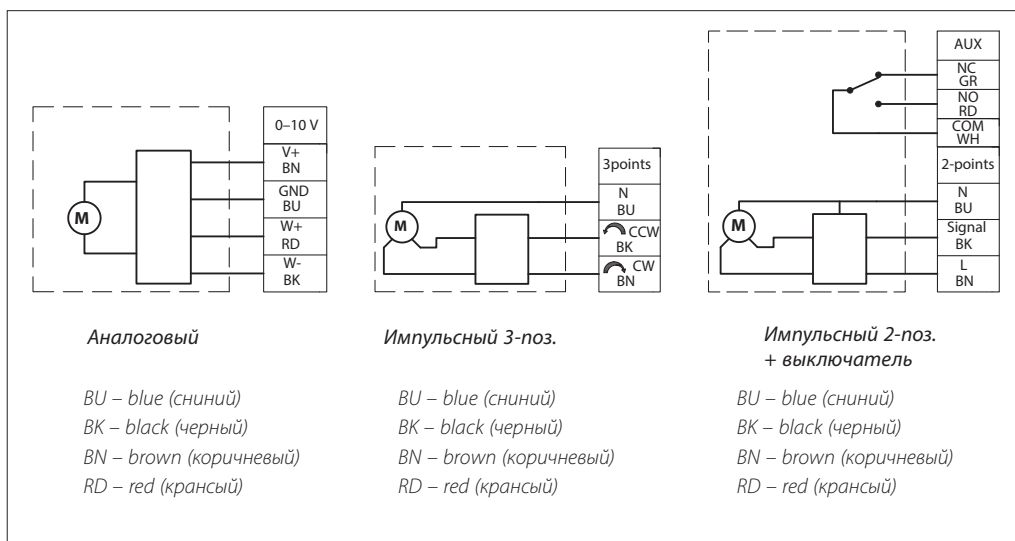 0–10 V
V+
BN
GND
BU
W+
RD
W-
BK
M
Аналоговый
BU – blue (сниний)
BK – black (черный)
BN – brown (коричневый)
RD – red (крансый)
3points
N
BU
CCW
BK
CW
BN
M
Импульсный 3-поз.
BU – blue (сниний)
BK – black (черный)
BN – brown (коричневый)
RD – red (крансый)
AUX
NC
GR
NO
RD
COM
WH
2-points
N
BU
Signal
BK
L
BN
M
Импульсный 2-поз.
+ выключатель
BU – blue (сниний)
BK – black (черный)
BN – brown (коричневый)
RD – red (крансый)